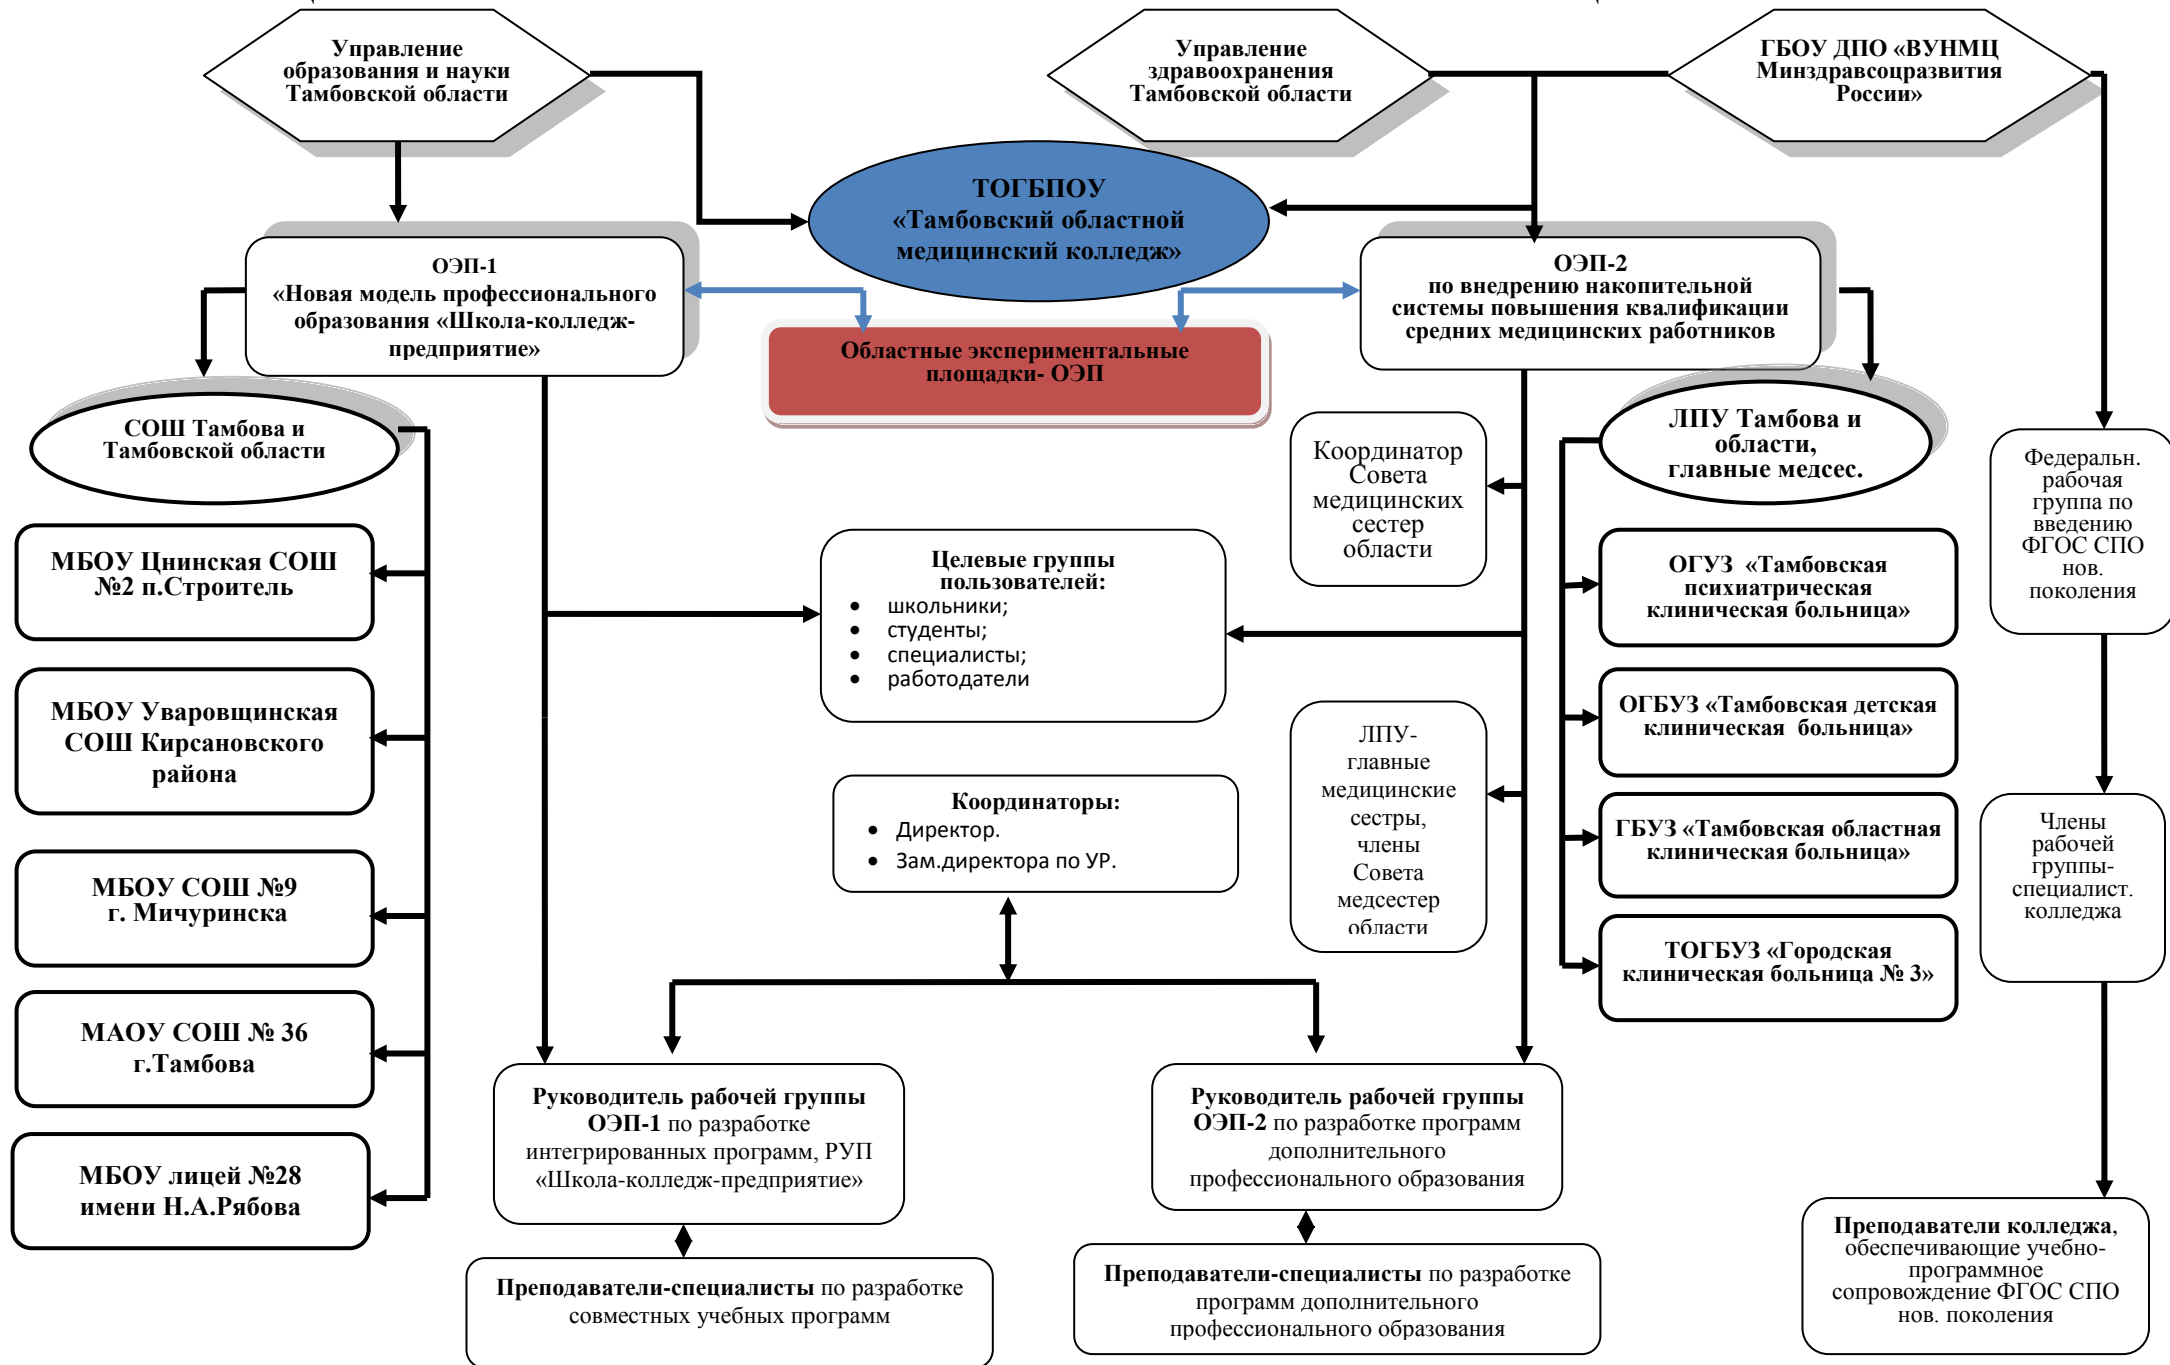 Управление
образования и науки
Тамбовской области
Управление
здравоохранения
Тамбовской области
ГБОУ ДПО «ВУНМЦ
Минздравсоцразвития
России»
ТОГБПОУ
«Тамбовский областной
медицинский колледж»
ОЭП-1
«Новая модель профессионального
образования «Школа-колледж-
предприятие»
ОЭП-2
по внедрению накопительной
системы повышения квалификации
средних медицинских работников
Областные экспериментальные
площадки- ОЭП
СОШ Тамбова и
Тамбовской области
ЛПУ Тамбова и
области,
главные медсес.
Координатор
Совета
медицинских
сестер
области
Федеральн.
рабочая
группа по
введению
ФГОС СПО
нов.
поколения
МБОУ Цнинская СОШ
№2 п.Строитель
МБОУ Уваровщинская
СОШ Кирсановского
района
МБОУ СОШ №9
г. Мичуринска
МАОУ СОШ № 36
г.Тамбова
МБОУ лицей №28
имени Н.А.Рябова
Целевые группы
пользователей:
• школьники;
• студенты;
• специалисты;
• работодатели
Координаторы:
• Директор.
• Зам.директора по УР.
ЛПУ-
главные
медицинские
сестры,
члены
Совета
медсестер
области
ОГУЗ «Тамбовская
психиатрическая
клиническая больница»
ОГБУЗ «Тамбовская детская
клиническая больница»
ГБУЗ «Тамбовская областная
клиническая больница»
ТОГБУЗ «Городская
клиническая больница № 3»
Члены
рабочей
группы-
специалист.
колледжа
Руководитель рабочей группы
ОЭП-1 по разработке
интегрированных программ, РУП
«Школа-колледж-предприятие»
Руководитель рабочей группы
ОЭП-2 по разработке программ
дополнительного
профессионального образования
Преподаватели-специалисты по разработке
совместных учебных программ
Преподаватели-специалисты по разработке
программ дополнительного
профессионального образования
Преподаватели колледжа,
обеспечивающие учебно-
программное
сопровождение ФГОС СПО
нов. поколения